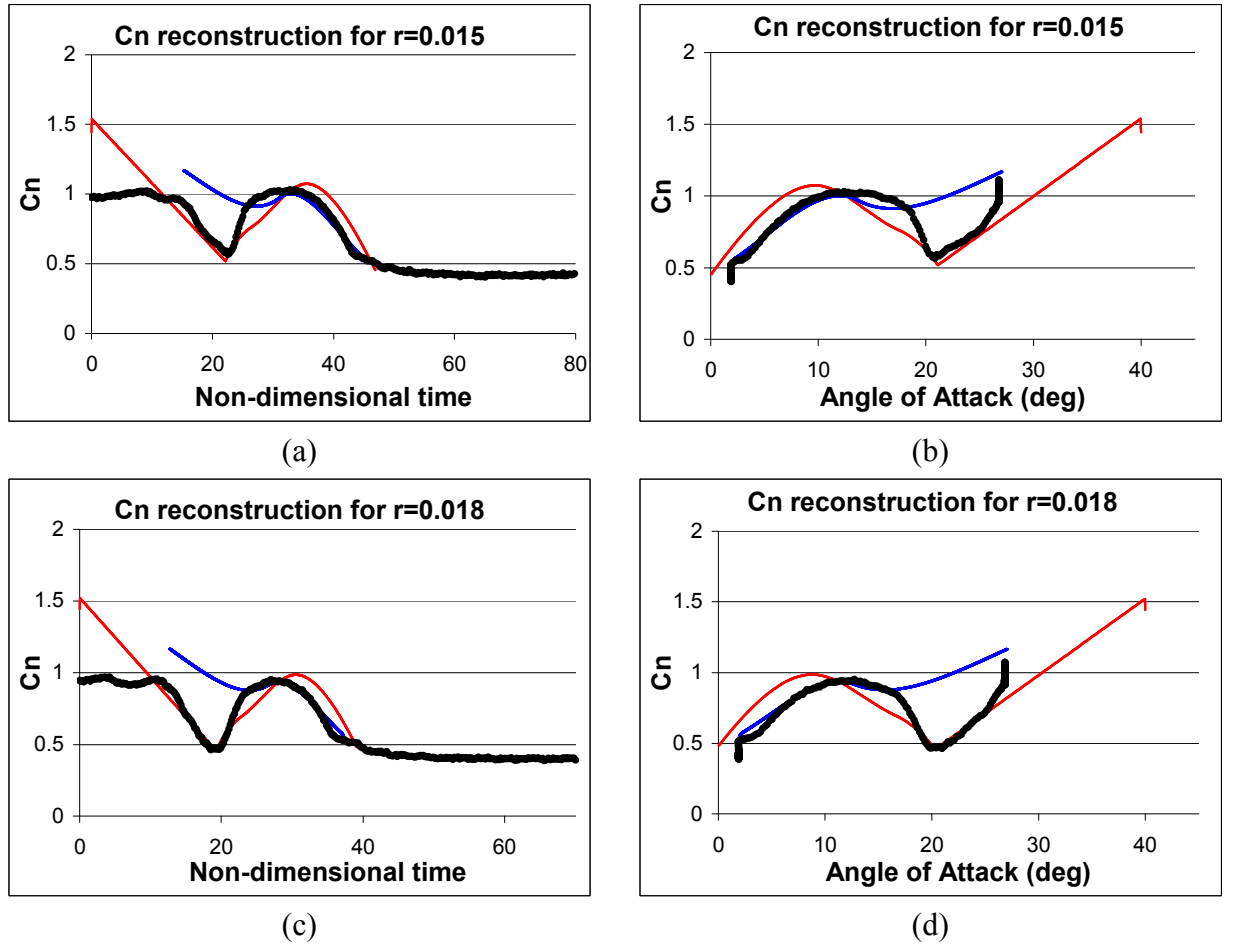 Cn reconstruction for r=0.015
2
1.5
1
0.5
0
Cn
0 20 40 60 80
Non-dimensional time
(a)
Cn reconstruction for r=0.015
2
1.5
1
0.5
0
Cn
0 10 20 30 40
Angle of Attack (deg)
(b)
Cn reconstruction for r=0.018
2
1.5
1
0.5
0
Cn
0 20 40 60
Non-dimensional time
(c)
Cn reconstruction for r=0.018
2
1.5
1
0.5
0
Cn
0 10 20 30 40
Angle of Attack (deg)
(d)